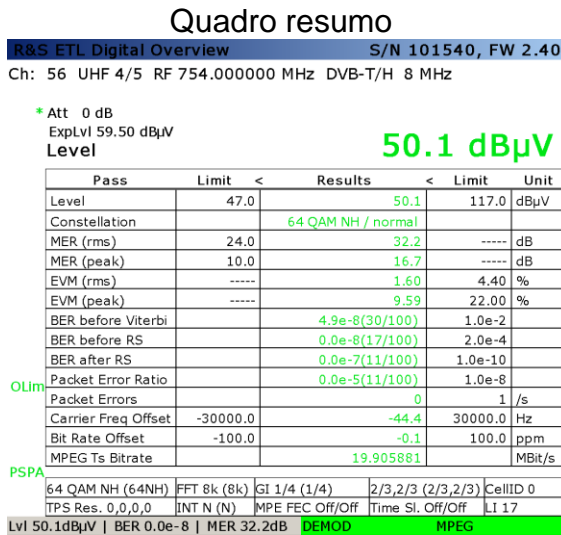 Quadro resumo
R&S ETL Digital Overview S/N 101540, FW 2.40
Ch: 56 UHF 4/5 RF 754.000000 MHz DVB-T/H 8 MHz
* Att 0 dB
ExpLvl 59.50 dBµV
Level 50.1 dBµV
Pass Limit < Results < Limit Unit
Level 47.0 50.1 117.0 dBµV
Constellation 64 QAM NH / normal
MER (rms) 24.0 32.2 ----- dB
MER (peak) 10.0 16.7 ----- dB
EVM (rms) ----- 1.60 4.40 %
EVM (peak) ----- 9.59 22.00 %
BER before Viterbi 4.9e-8(30/100) 1.0e-2
BER before RS 0.0e-8(17/100) 2.0e-4
BER after RS 0.0e-7(11/100) 1.0e-10
OLim Packet Error Ratio 0.0e-5(11/100) 1.0e-8
Packet Errors 0 1 /s
Carrier Freq Offset -30000.0 -44.4 30000.0 Hz
Bit Rate Offset -100.0 -0.1 100.0 ppm
MPEG Ts Bitrate 19.905881 MBit/s
PSPA
64 QAM NH (64NH) FFT 8k (8k) GI 1/4 (1/4) 2/3,2/3 (2/3,2/3) CellID 0
TPS Res. 0,0,0,0 INT N (N) MPE FEC Off/Off Time Sl. Off/Off LI 17
Lvl 50.1dBµV | BER 0.0e-8 | MER 32.2dB DEMOD MPEG